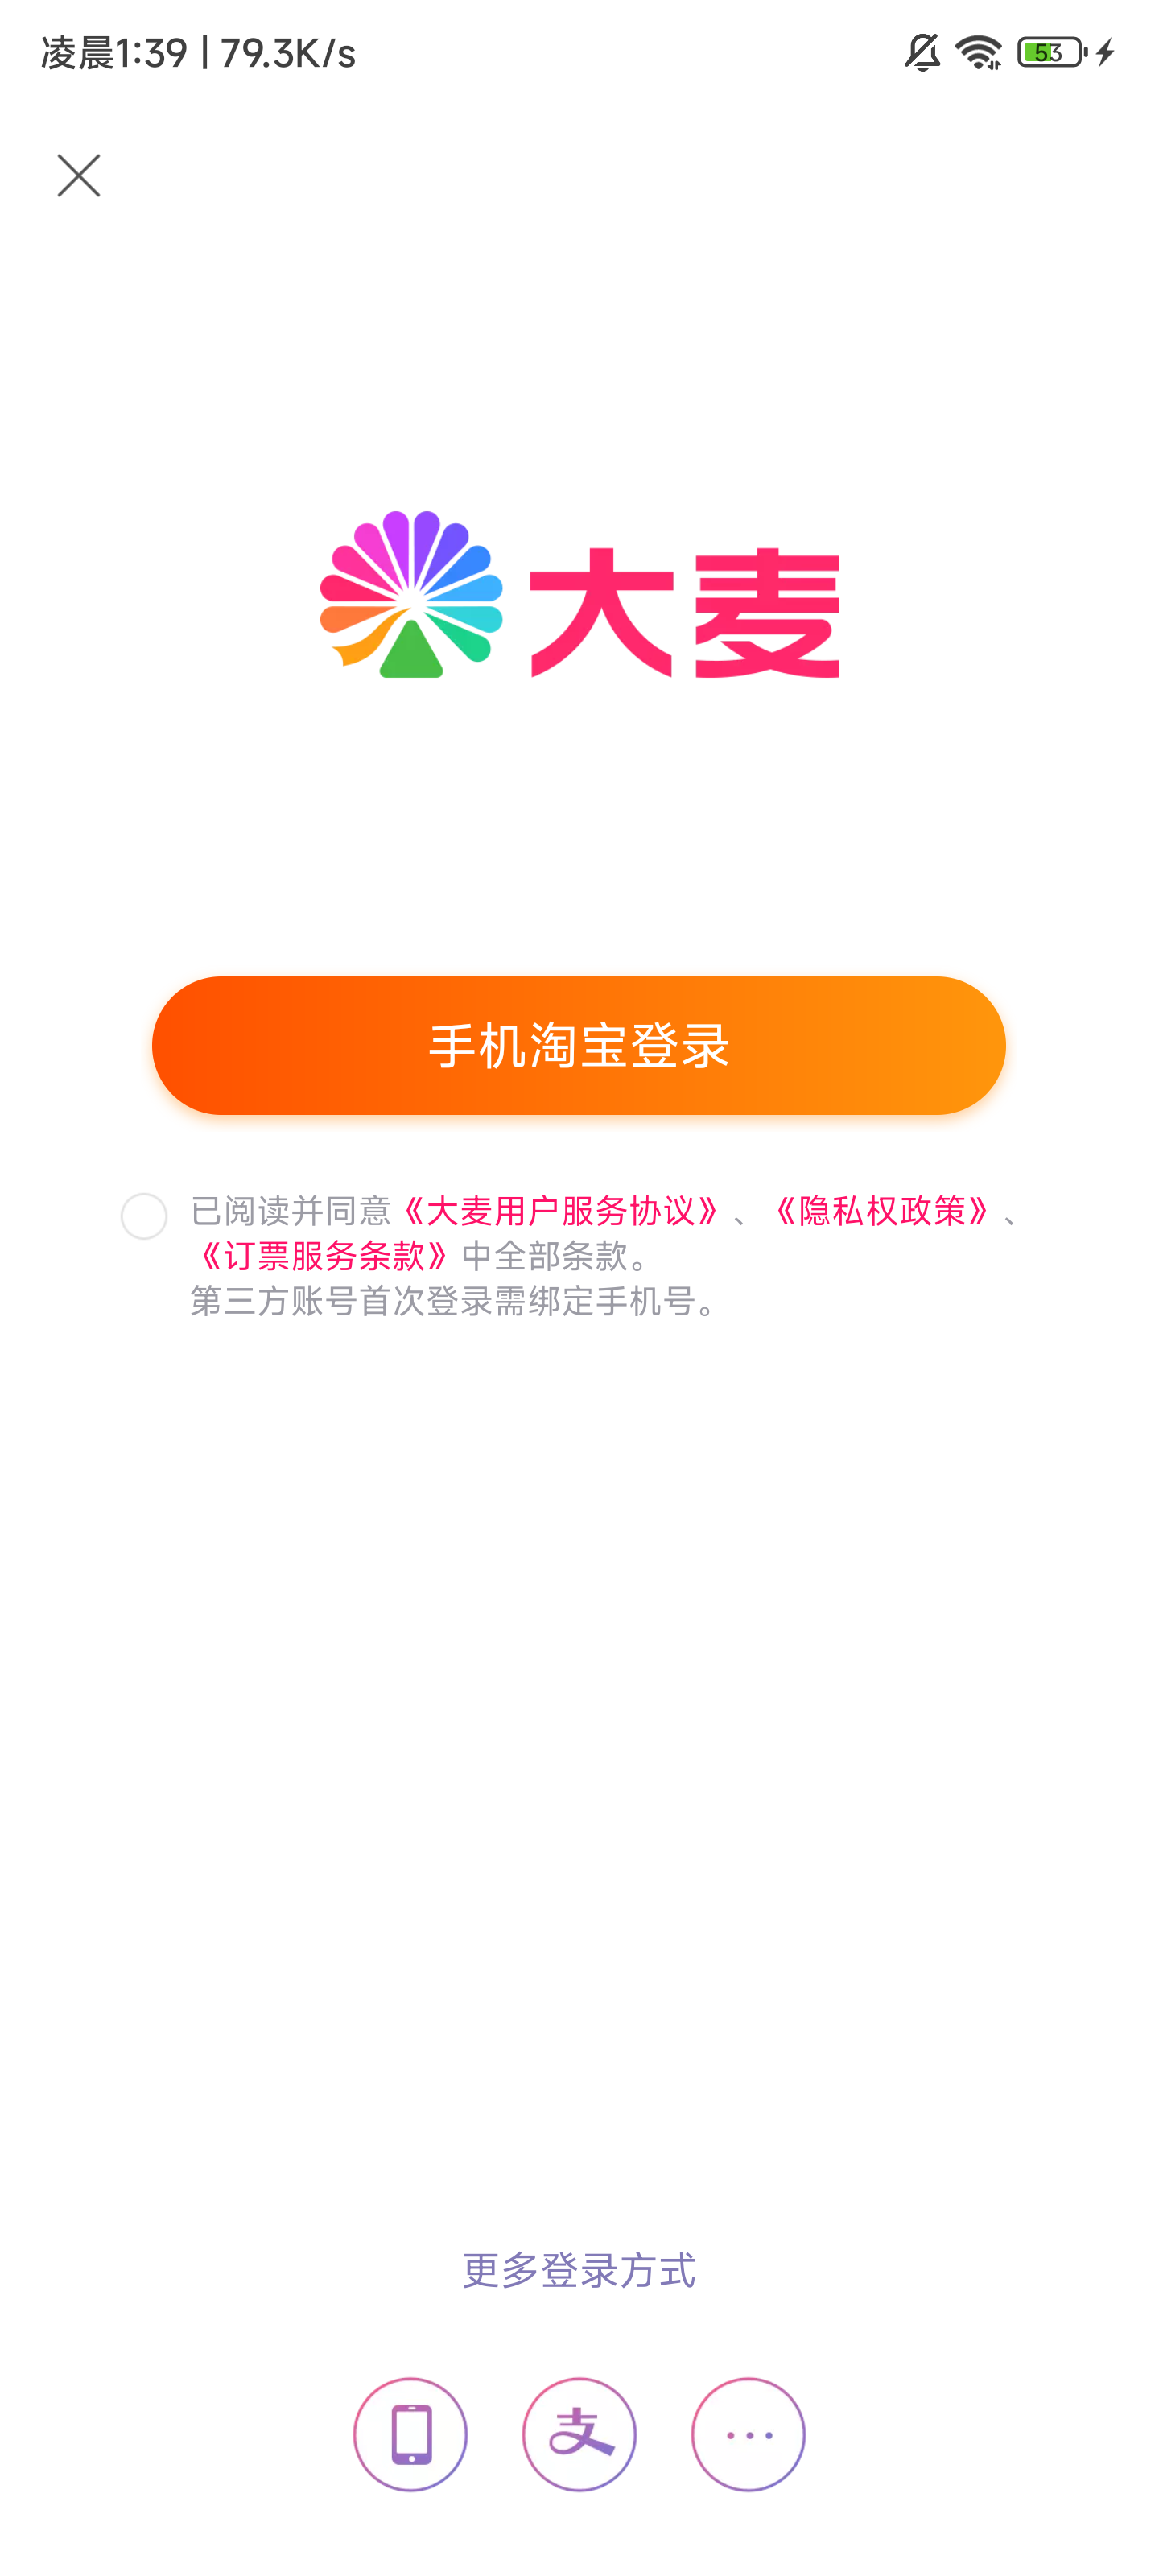 凌晨1:39 | 79.3K/s
53
大麦
手机淘宝登录
已阅读并同意《大麦用户服务协议》、《隐私权政策》、
《订票服务条款》中全部条款。
第三方账号首次登录需绑定手机号。
更多登录方式
支